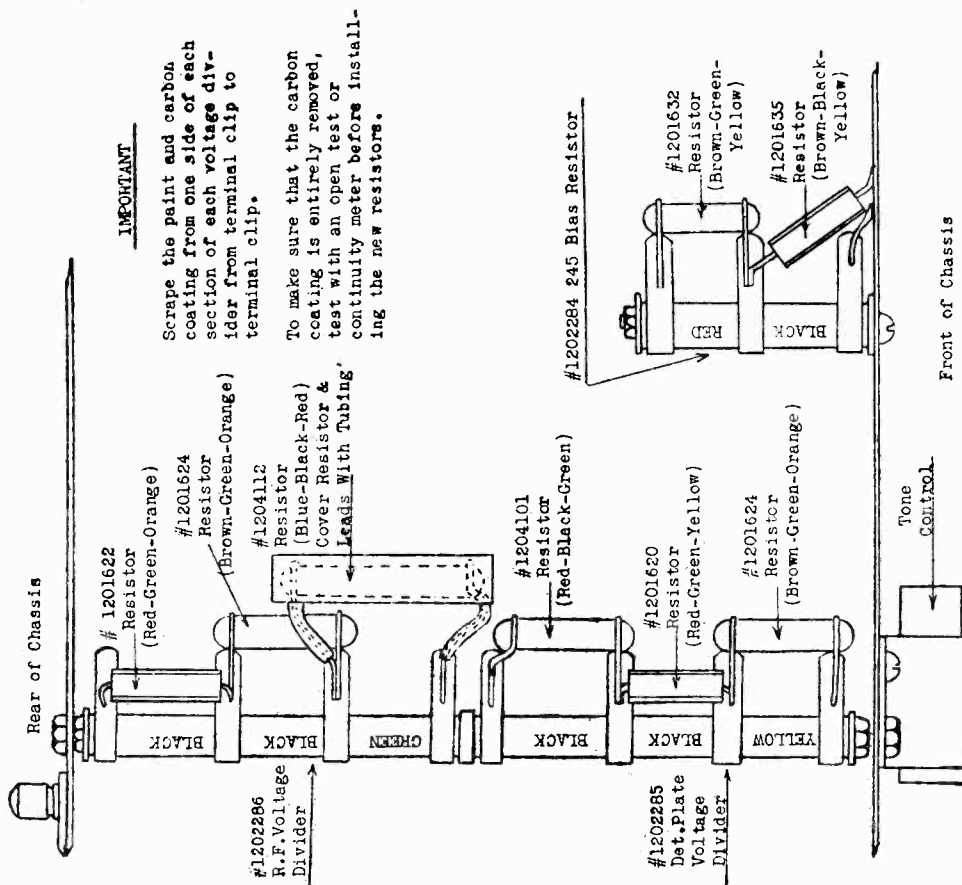 Rear of Chassis
IMPORTANT
Scrape the paint and carbon
coating from one side of each
section of each voltage div-
ider from terminal clip to
terminal clip.
To make sure that the carbon
coating is entirely removed,
test with an open test or
continuity meter before install-
ing the new resistors.
# 1201622
Resistor
(Red-Green-Orange)
#1201624
Resistor
(Brown-Green-Orange)
#1204112
Resistor
(Blue-Black-Red)
Cover Resistor &
Leads With Tubing'
#1204101
Resistor
(Red-Black-Green)
#1201620
Resistor
(Red-Green-Yellow)
#1201624
Resistor
(Brown-Green-Orange)
BLACK
BLACK
GREEN
BLACK
BLACK
YELLOW
#1202286
R.F.Voltage
Divider
#1202285
Det.Plate
Voltage
Divider
#1202284 245 Bias Resistor
#1201632
Resistor
(Brown-Green-
Yellow)
#1201635
Resistor
(Brown-Black-
Yellow)
RED
BLACK
Tone
Control
Front of Chassis